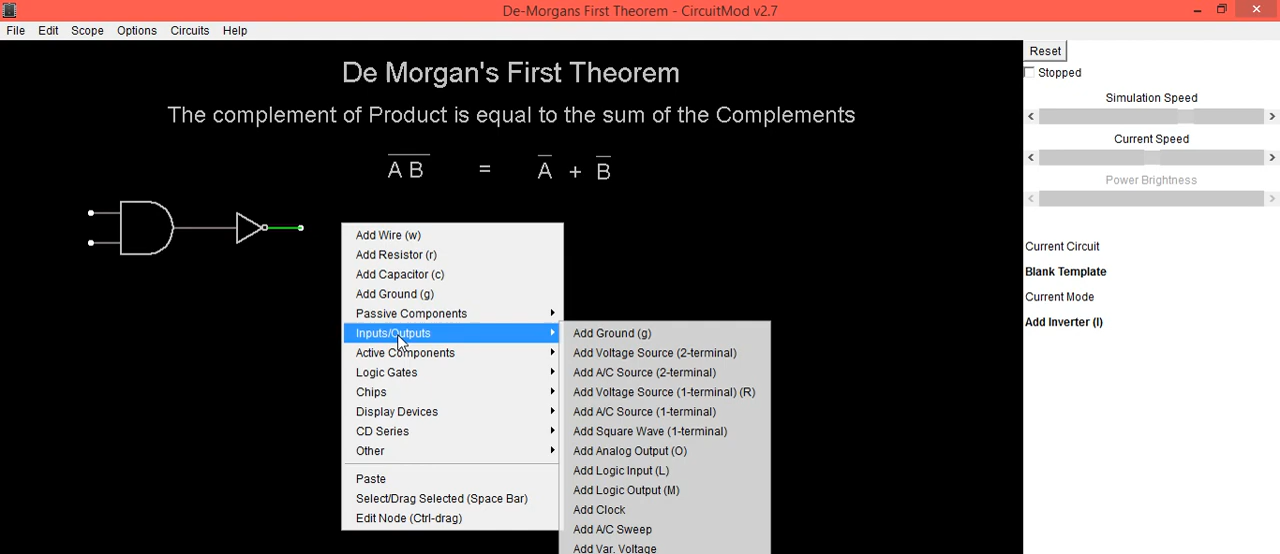 De-Morgans First Theorem - CircuitMod v2.7
File Edit Scope Options Circuits Help
De Morgan's First Theorem
The complement of Product is equal to the sum of the Complements
A̅ B̅ = A̅ + B̅
Add Wire (w)
Add Resistor (r)
Add Capacitor (c)
Add Ground (g)
Passive Components
Inputs/Outputs
Active Components
Logic Gates
Chips
Display Devices
CD Series
Other
Paste
Select/Drag Selected (Space Bar)
Edit Node (Ctrl-drag)
Add Ground (g)
Add Voltage Source (2-terminal)
Add A/C Source (2-terminal)
Add Voltage Source (1-terminal) (R)
Add A/C Source (1-terminal)
Add Square Wave (1-terminal)
Add Analog Output (O)
Add Logic Input (L)
Add Logic Output (M)
Add Clock
Add A/C Sweep
Add Var. Voltage
Reset
Stopped
Simulation Speed
Current Speed
Power Brightness
Current Circuit
Blank Template
Current Mode
Add Inverter (I)